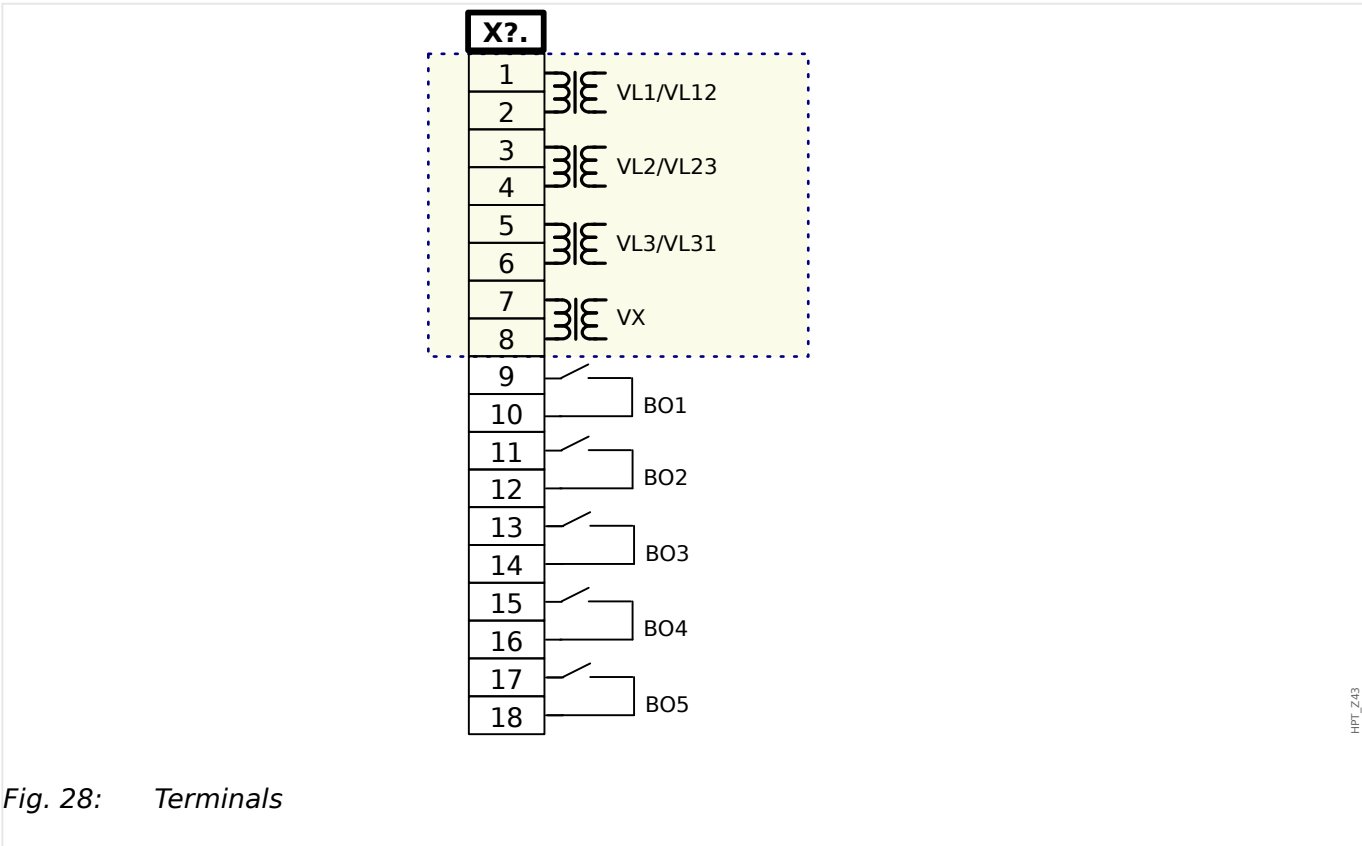 X?.
1
VL1/VL12
2
3
VL2/VL23
4
5
VL3/VL31
6
7
VX
8
9
BO1
10
11
BO2
12
13
BO3
14
15
BO4
16
17
BO5
18
HPT_Z43
Fig. 28: Terminals